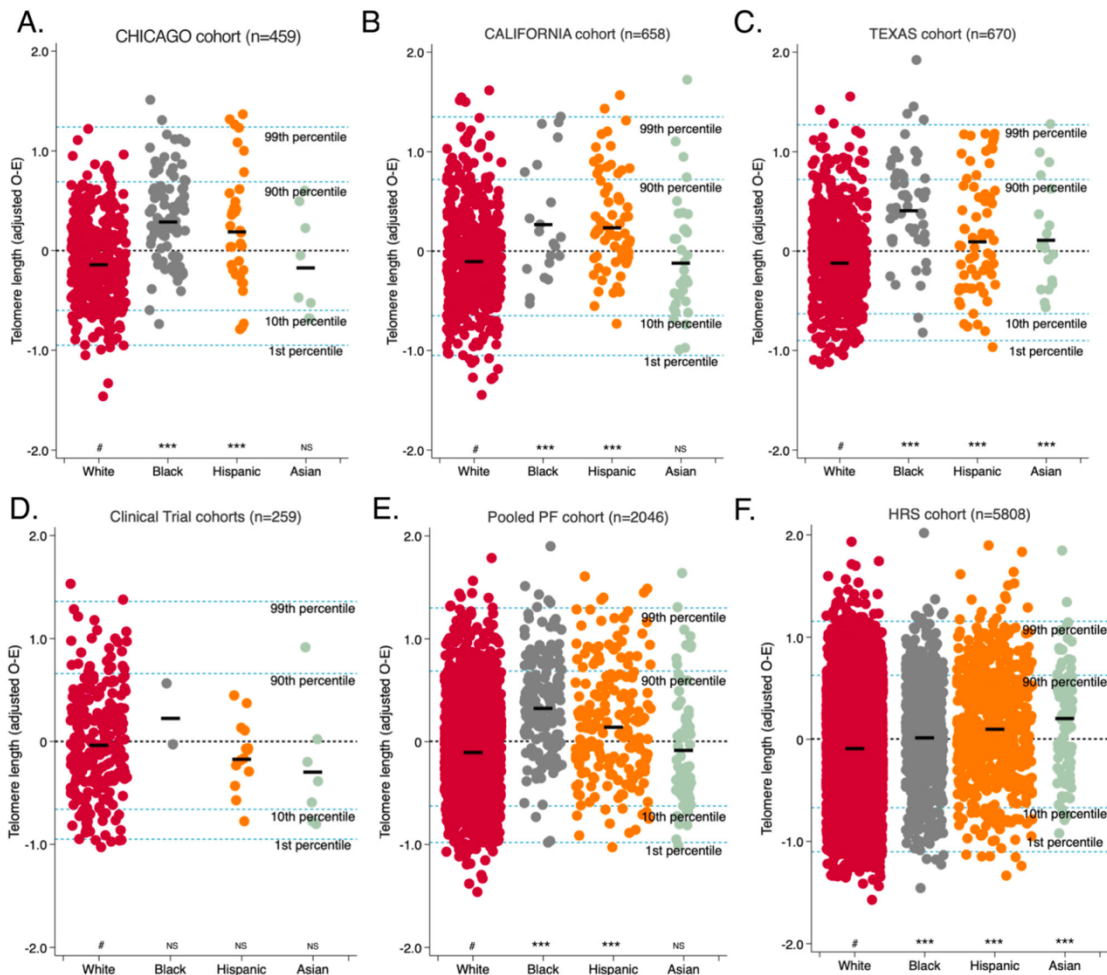 A.
CHICAGO cohort (n=459)
Telomere length (adjusted O-E)
2.0
1.0
0
-1.0
-2.0
99th percentile
90th percentile
10th percentile
1st percentile
# *** *** NS
White Black Hispanic Asian
B
CALIFORNIA cohort (n=658)
Telomere length (adjusted O-E)
2.0
1.0
0
-1.0
-2.0
99th percentile
90th percentile
10th percentile
1st percentile
# *** *** NS
White Black Hispanic Asian
C.
TEXAS cohort (n=670)
Telomere length (adjusted O-E)
2.0
1.0
0
-1.0
-2.0
99th percentile
90th percentile
10th percentile
1st percentile
# *** *** ***
White Black Hispanic Asian
D.
Clinical Trial cohorts (n=259)
Telomere length (adjusted O-E)
2.0
1.0
0
-1.0
-2.0
99th percentile
90th percentile
10th percentile
1st percentile
# NS NS NS
White Black Hispanic Asian
E.
Pooled PF cohort (n=2046)
Telomere length (adjusted O-E)
2.0
1.0
0
-1.0
-2.0
99th percentile
90th percentile
10th percentile
1st percentile
# *** *** NS
White Black Hispanic Asian
F.
HRS cohort (n=5808)
Telomere length (adjusted O-E)
2.0
1.0
0
-1.0
-2.0
99th percentile
90th percentile
10th percentile
1st percentile
# *** *** ***
White Black Hispanic Asian